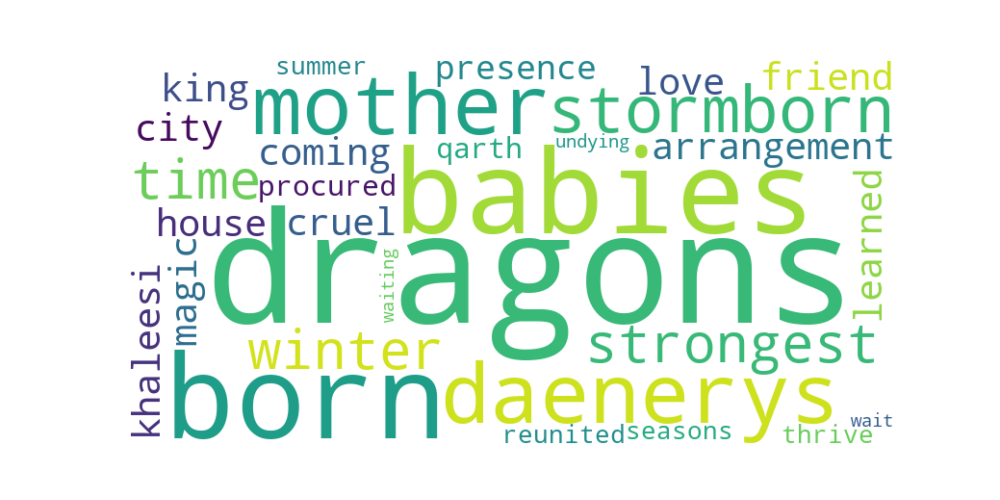 summer
presence
love
friend
king
mother
stormborn
city
coming
qarth
undying
arrangement
time
procured
babies
house
cruel
learned
magic
dragons
waiting
khaleesi
winter
strongest
born
daenerys
reunited
seasons
thrive
wait